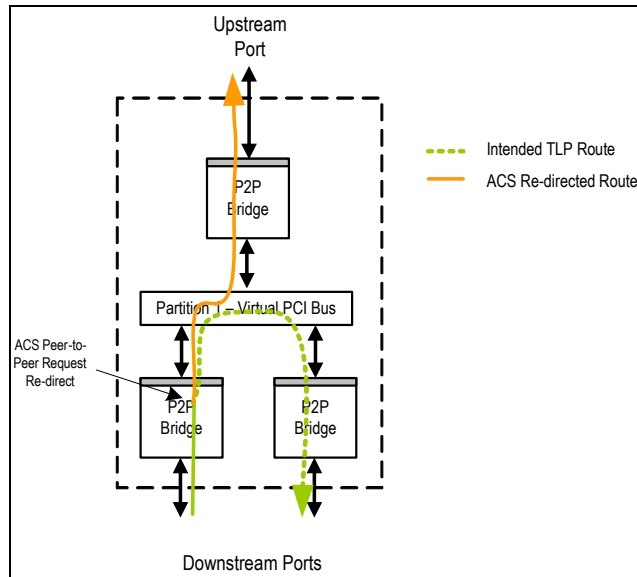 Upstream
Port
Intended TLP Route
ACS Re-directed Route
P2P
Bridge
Partition 1 – Virtual PCI Bus
ACS Peer-to-
Peer Request
Re-direct
P2P
Bridge
P2P
Bridge
Downstream Ports